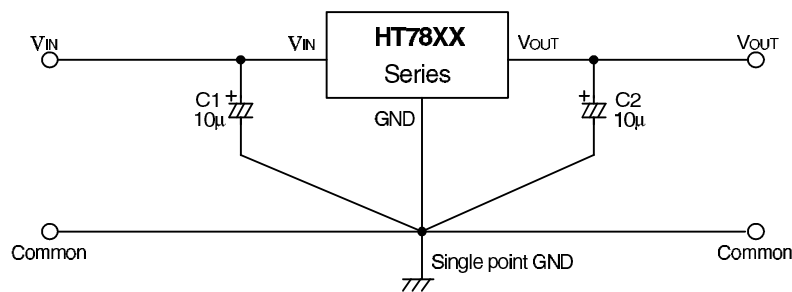 VIN
VIN
HT78XX
Series
VOUT
VOUT
C1
10μ
+
GND
+
C2
10μ
Common
Single point GND
Common